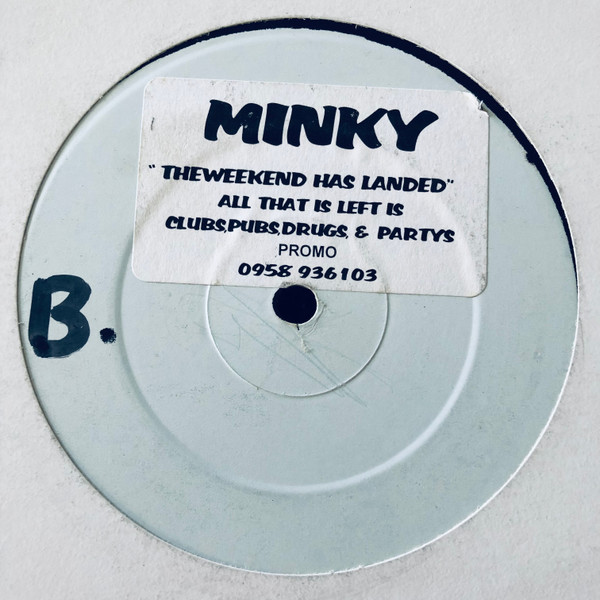 MINKY
"THEWEEKEND HAS LANDED"
ALL THAT IS LEFT IS
CLUBS,PUBS,DRUGS, & PARTYS
PROMO
0958 936103
B.